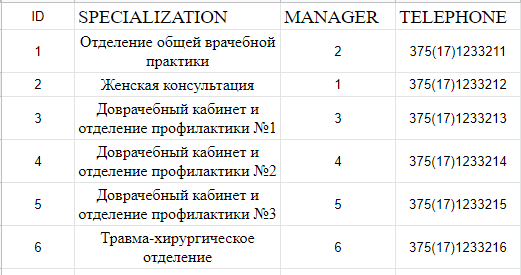 ID SPECIALIZATION MANAGER TELEPHONE
1 Отделение общей врачебной практики 2 375(17)1233211
2 Женская консультация 1 375(17)1233212
3 Доврачебный кабинет и отделение профилактики №1 3 375(17)1233213
4 Доврачебный кабинет и отделение профилактики №2 4 375(17)1233214
5 Доврачебный кабинет и отделение профилактики №3 5 375(17)1233215
6 Травма-хирургическое отделение 6 375(17)1233216